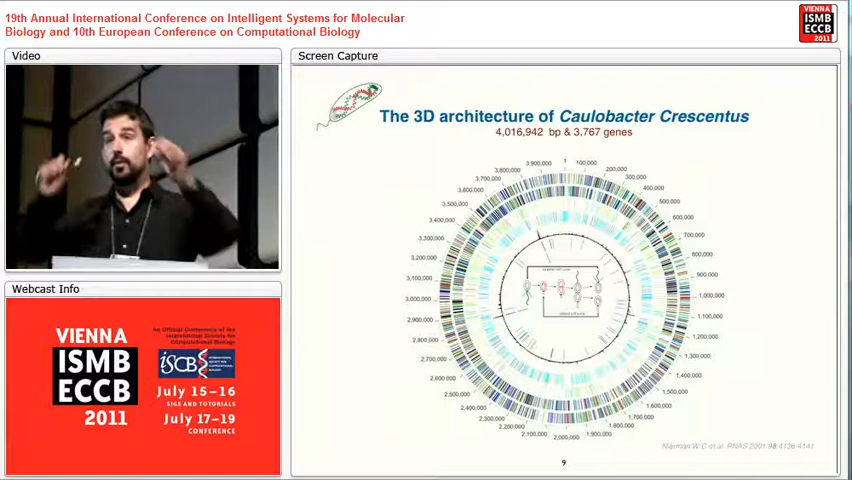 19th Annual International Conference on Intelligent Systems for Molecular
Biology and 10th European Conference on Computational Biology
VIENNA
ISMB
ECCB
2011
Video
Screen Capture
The 3D architecture of Caulobacter Crescentus
4,016,942 bp & 3,767 genes
1
100,000
200,000
300,000
400,000
500,000
600,000
700,000
800,000
900,000
1,000,000
1,100,000
1,200,000
1,300,000
1,400,000
1,500,000
1,600,000
1,700,000
1,800,000
1,900,000
2,000,000
2,100,000
2,200,000
2,300,000
2,400,000
2,500,000
2,600,000
2,700,000
2,800,000
2,900,000
3,000,000
3,100,000
3,200,000
3,300,000
3,400,000
3,500,000
3,600,000
3,700,000
3,800,000
3,900,000
Nierman W C et al. PNAS 2001;98:4136-4141
9
Webcast Info
VIENNA
ISMB
ECCB
2011
An Official Conference of the
International Society for
Computational Biology
ISCB
INTERNATIONAL
SOCIETY FOR
COMPUTATIONAL
BIOLOGY
July 15–16
SIGS AND TUTORIALS
July 17–19
CONFERENCE